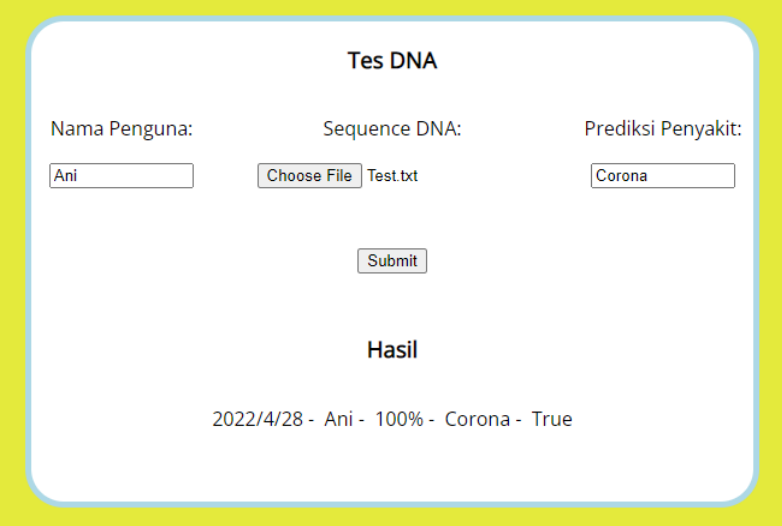 Tes DNA
Nama Penguna: Sequence DNA: Prediksi Penyakit:
Ani Choose File Test.txt Corona
Submit
Hasil
2022/4/28 - Ani - 100% - Corona - True